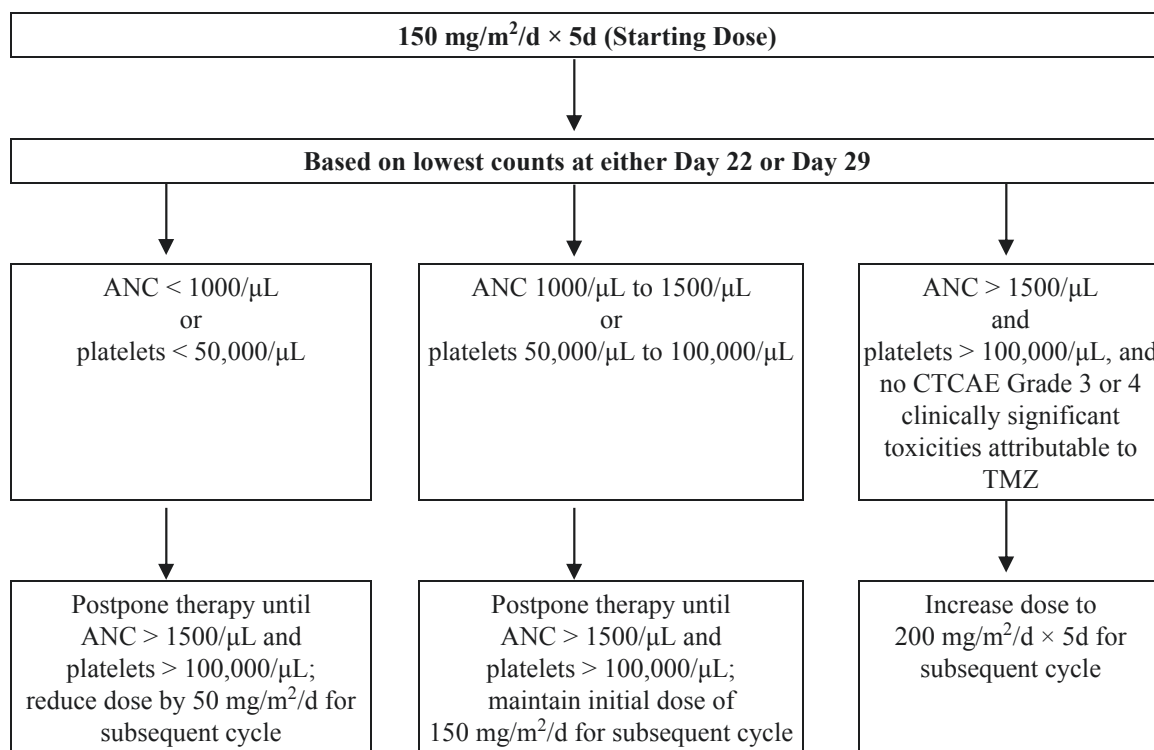 150 mg/m²/d × 5d (Starting Dose)
Based on lowest counts at either Day 22 or Day 29
ANC < 1000/μL
or
platelets < 50,000/μL
ANC 1000/μL to 1500/μL
or
platelets 50,000/μL to 100,000/μL
ANC > 1500/μL
and
platelets > 100,000/μL, and
no CTCAE Grade 3 or 4
clinically significant
toxicities attributable to
TMZ
Postpone therapy until
ANC > 1500/μL and
platelets > 100,000/μL;
reduce dose by 50 mg/m²/d for
subsequent cycle
Postpone therapy until
ANC > 1500/μL and
platelets > 100,000/μL;
maintain initial dose of
150 mg/m²/d for subsequent cycle
Increase dose to
200 mg/m²/d × 5d for
subsequent cycle